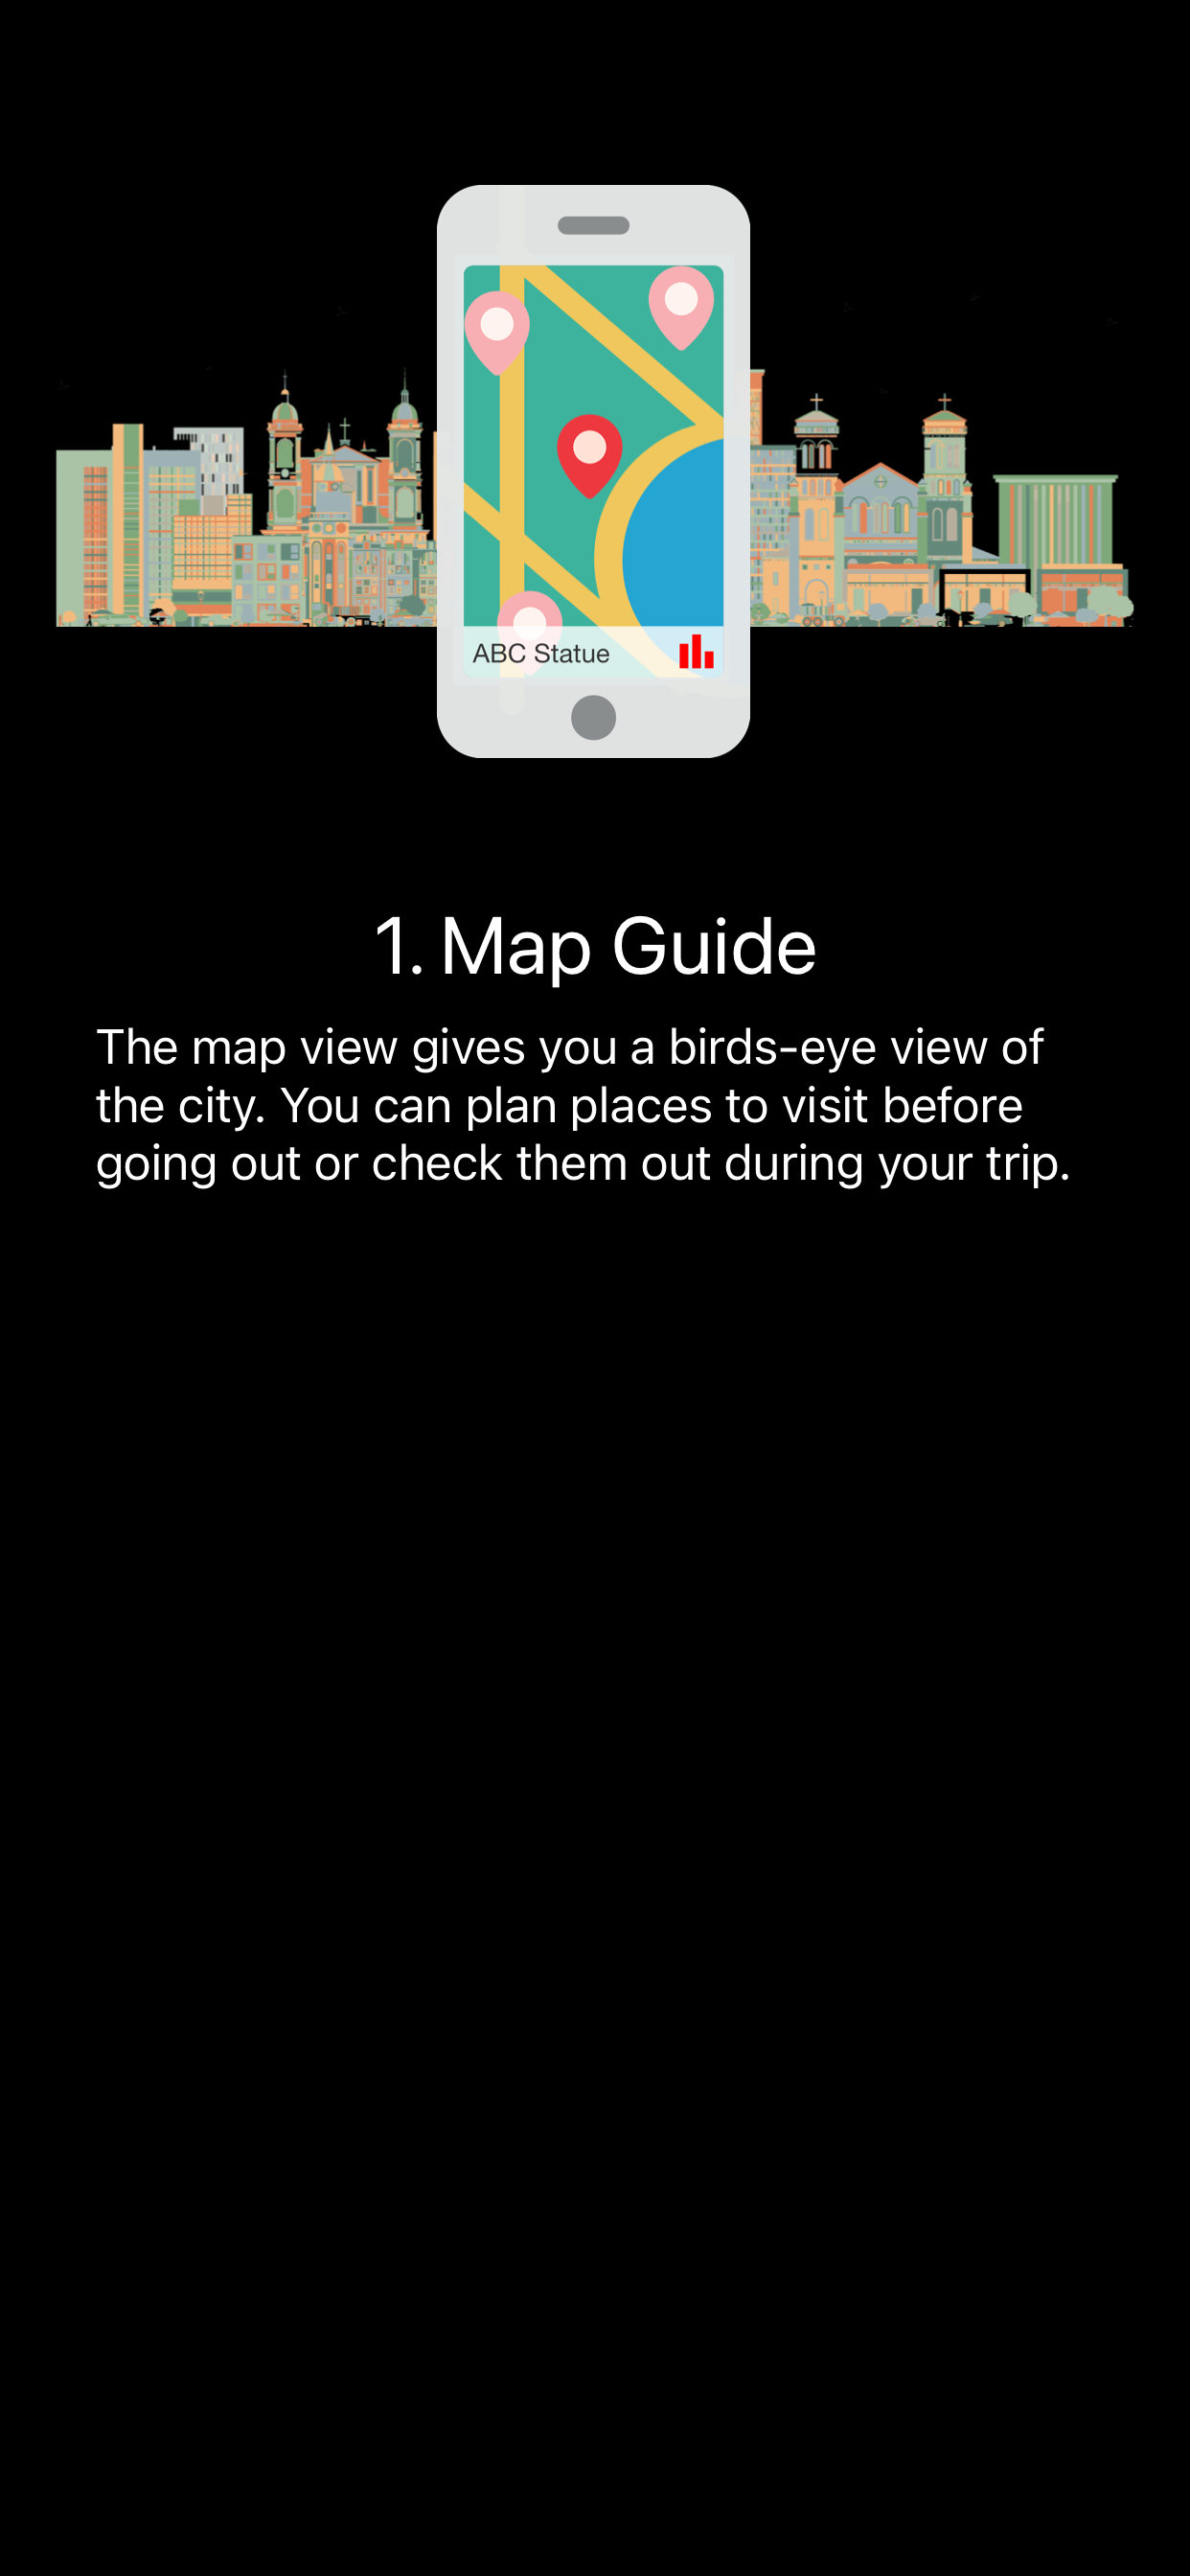 ABC Statue
1. Map Guide
The map view gives you a birds-eye view of
the city. You can plan places to visit before
going out or check them out during your trip.